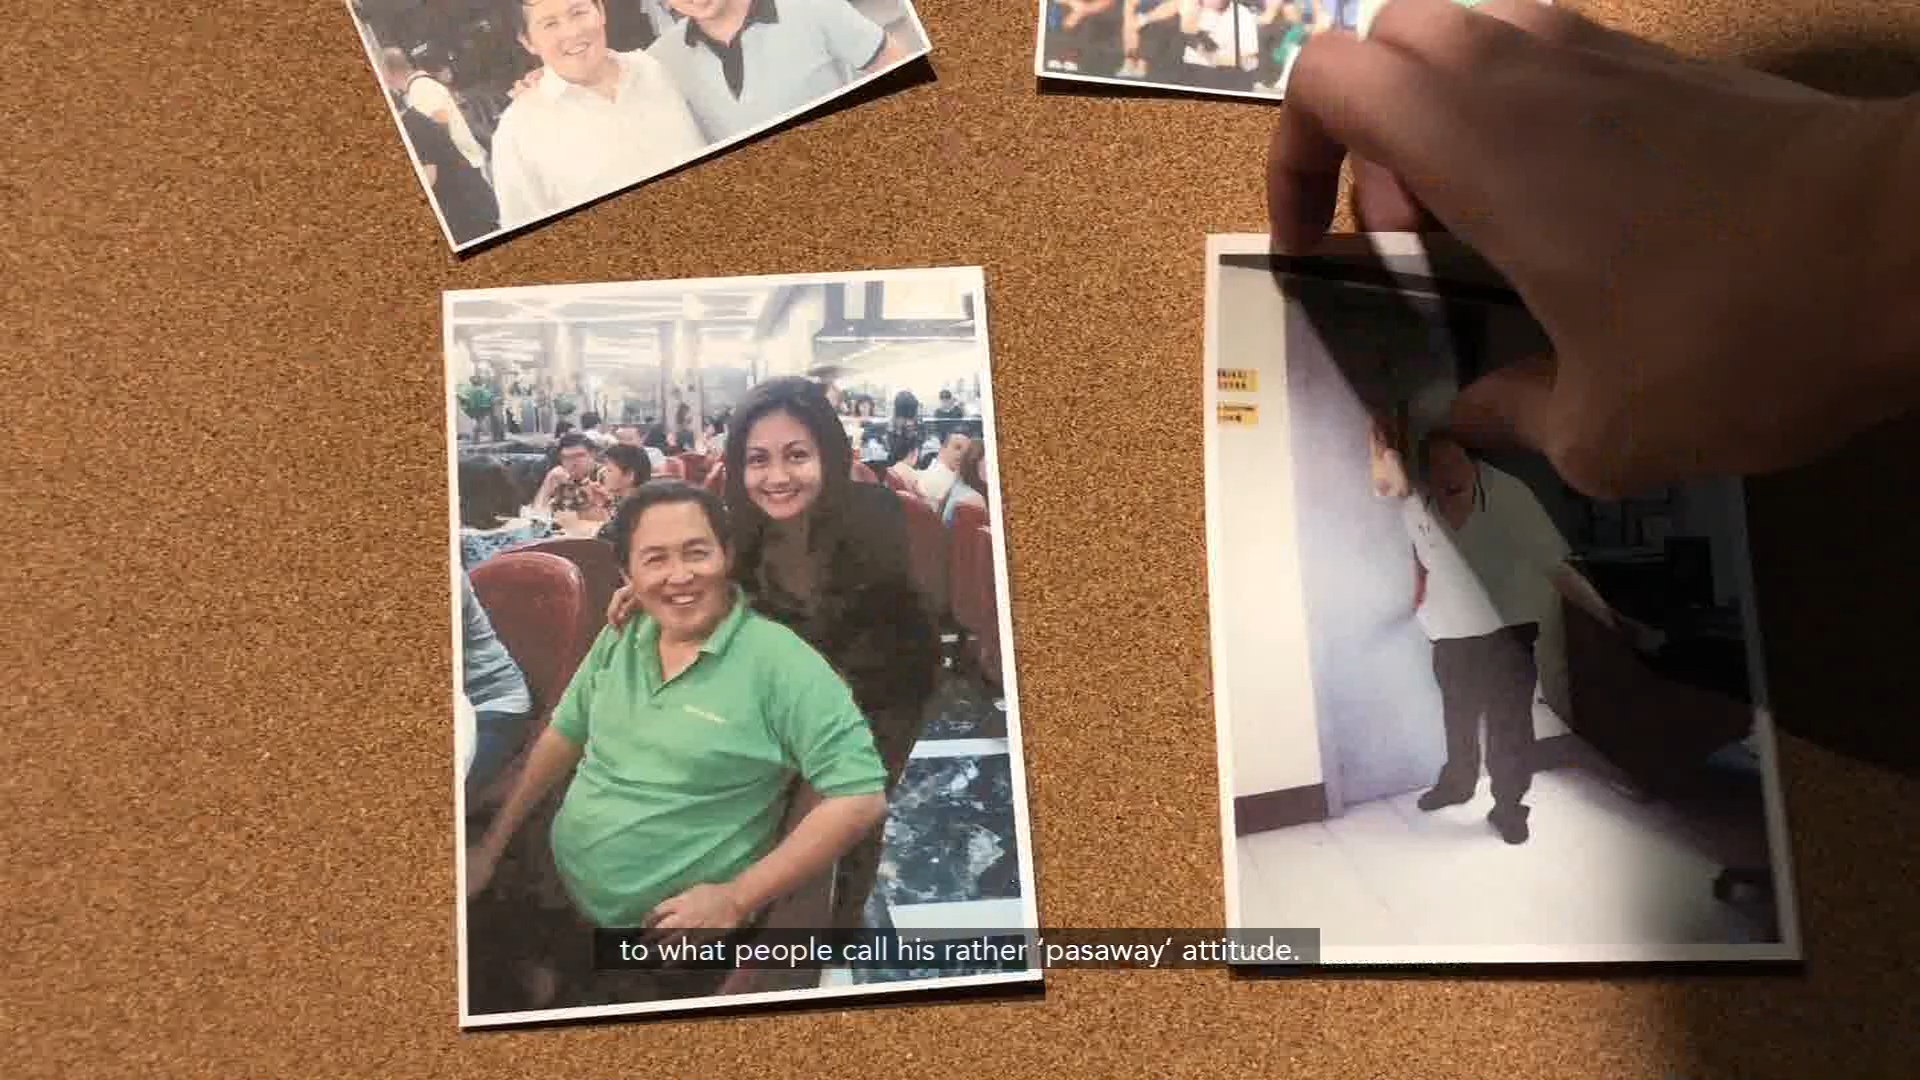 to what people call his rather ‘pasaway‘ attitude.